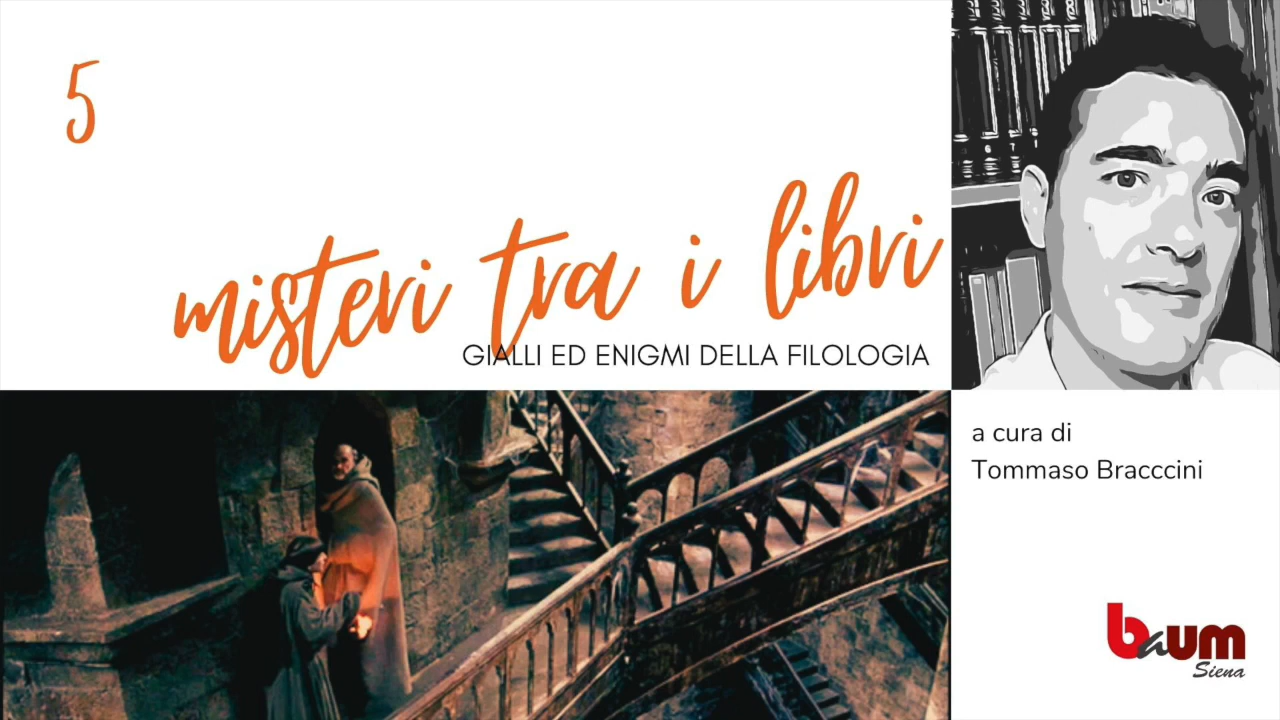 5
misteri tra i libri
GIALLI ED ENIGMI DELLA FILOLOGIA
a cura di
Tommaso Bracccini
baum
Siena